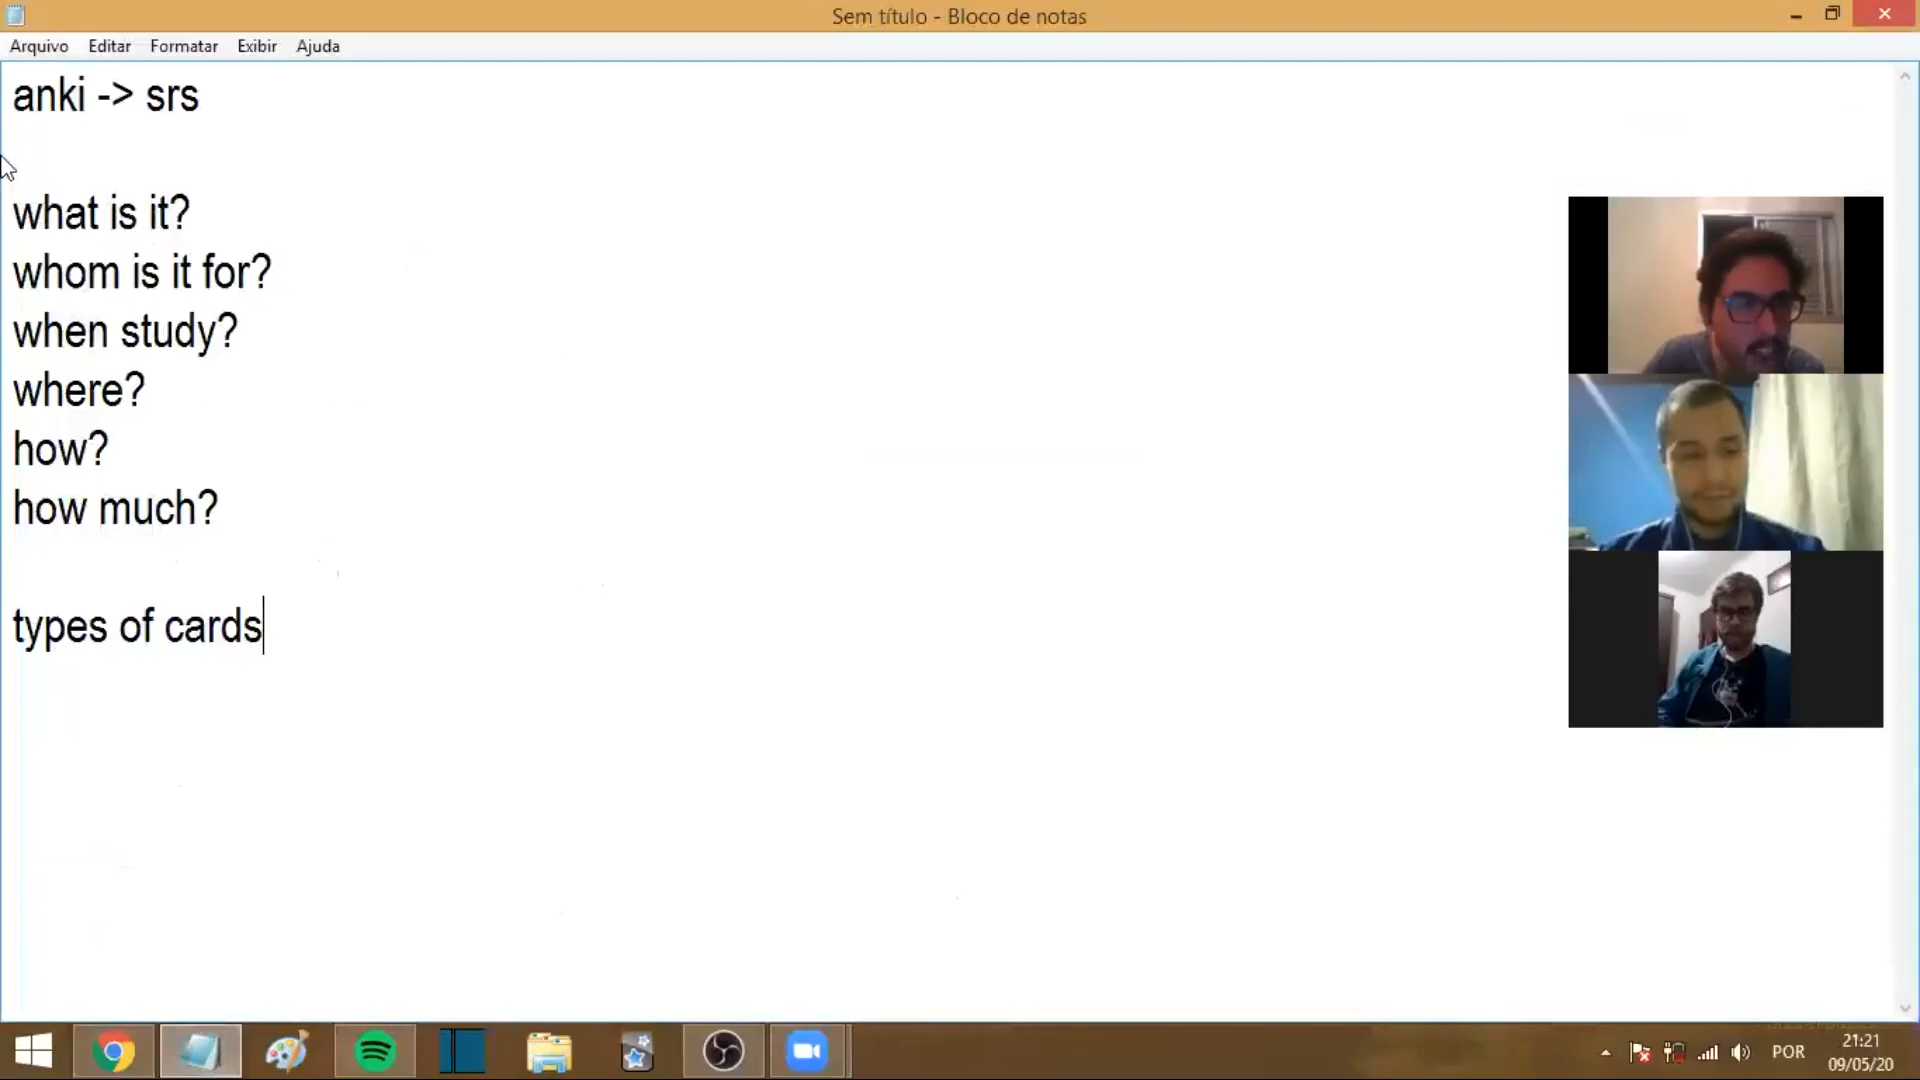 Sem título - Bloco de notas
Arquivo Editar Formatar Exibir Ajuda
anki -> srs
what is it?
whom is it for?
when study?
where?
how?
how much?
types of cards
POR
21:21
09/05/20